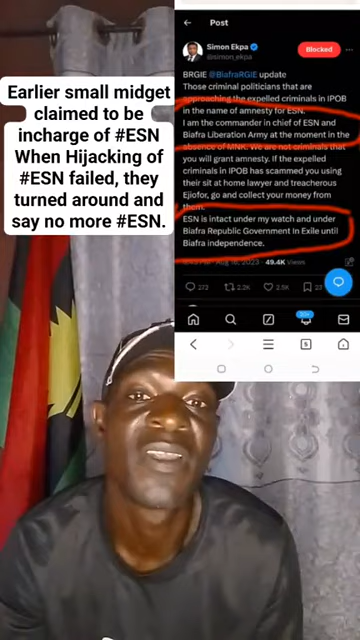 Earlier small midget
claimed to be
incharge of #ESN
When Hijacking of
#ESN failed, they
turned around and
say no more #ESN.
Post
Simon Ekpa
@simon_ekpa
Blocked
BRGIE @BiafraRGIE update
Those criminal politicians that are
approaching the expelled criminals in IPOB
in the name of amnesty for ESN.
I am the commander in chief of ESN and
Biafra Liberation Army at the moment in the
absence of MNK. We are not criminals that
you will grant amnesty. If the expelled
criminals in IPOB has scammed you using
their sit at home lawyer and treacherous
Ejiofor, go and collect your money from
them.
ESN is intact under my watch and under
Biafra Republic Government In Exile until
Biafra independence.
Aug 2023 49.4K Views
272 2.2K 2.5K 23